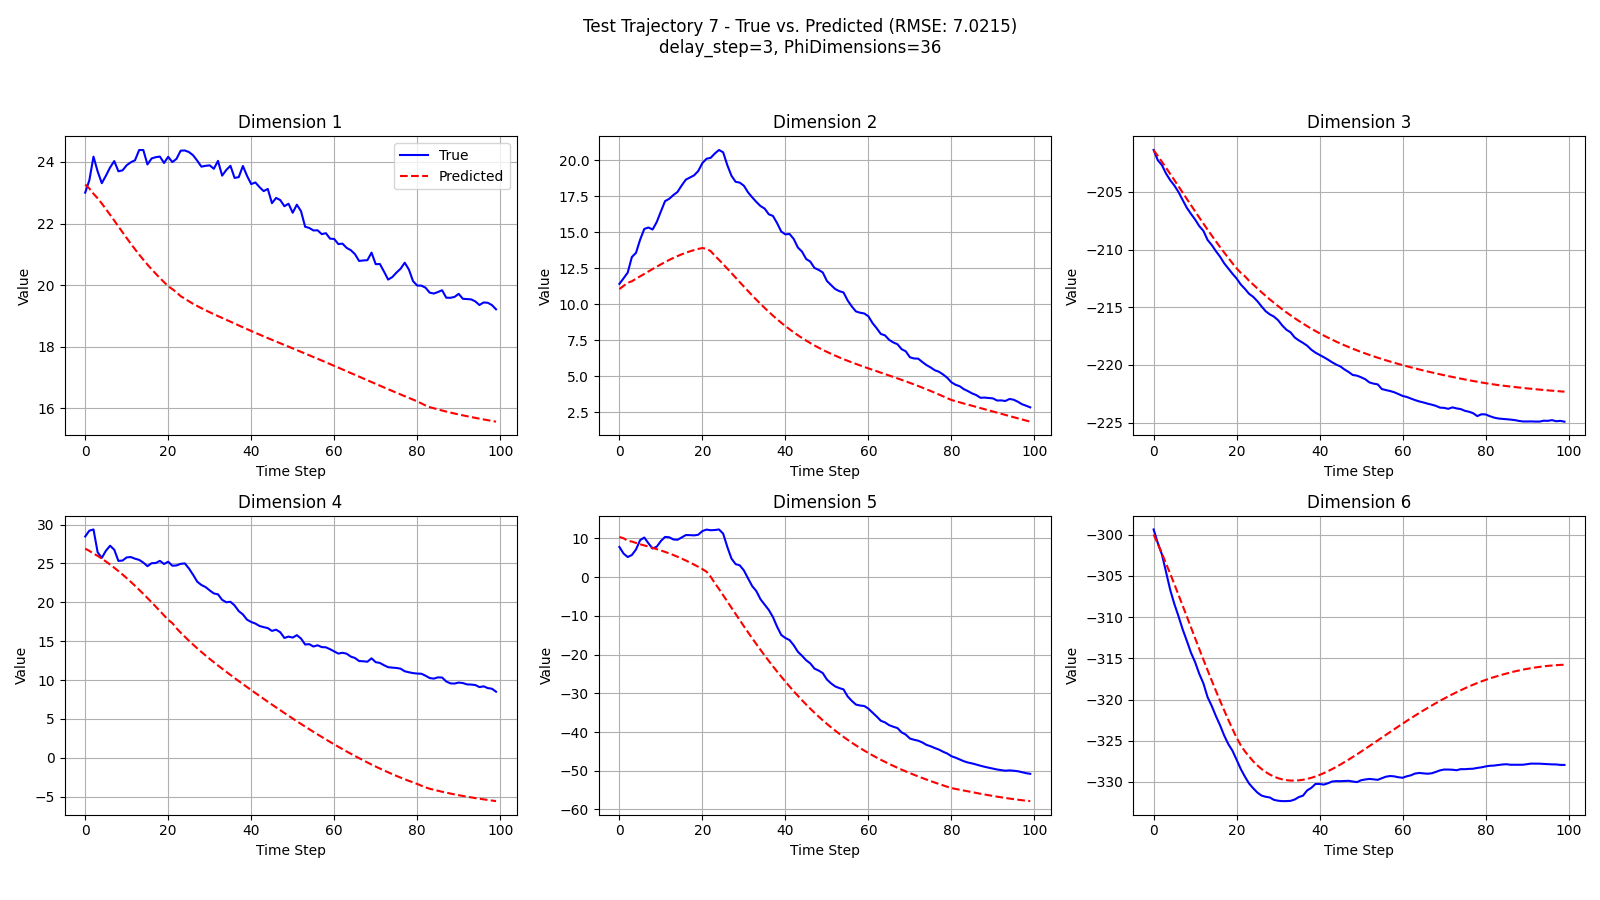 Test Trajectory 7 - True vs. Predicted (RMSE: 7.0215)
delay_step=3, PhiDimensions=36
Dimension 1
24
22
20
18
16
0 20 40 60 80 100
Value
Time Step
True
Predicted
Dimension 2
20.0
17.5
15.0
12.5
10.0
7.5
5.0
2.5
0 20 40 60 80 100
Value
Time Step
Dimension 3
−205
−210
−215
−220
−225
0 20 40 60 80 100
Value
Time Step
Dimension 4
30
25
20
15
10
5
0
−5
0 20 40 60 80 100
Value
Time Step
Dimension 5
10
0
−10
−20
−30
−40
−50
−60
0 20 40 60 80 100
Value
Time Step
Dimension 6
−300
−305
−310
−315
−320
−325
−330
0 20 40 60 80 100
Value
Time Step